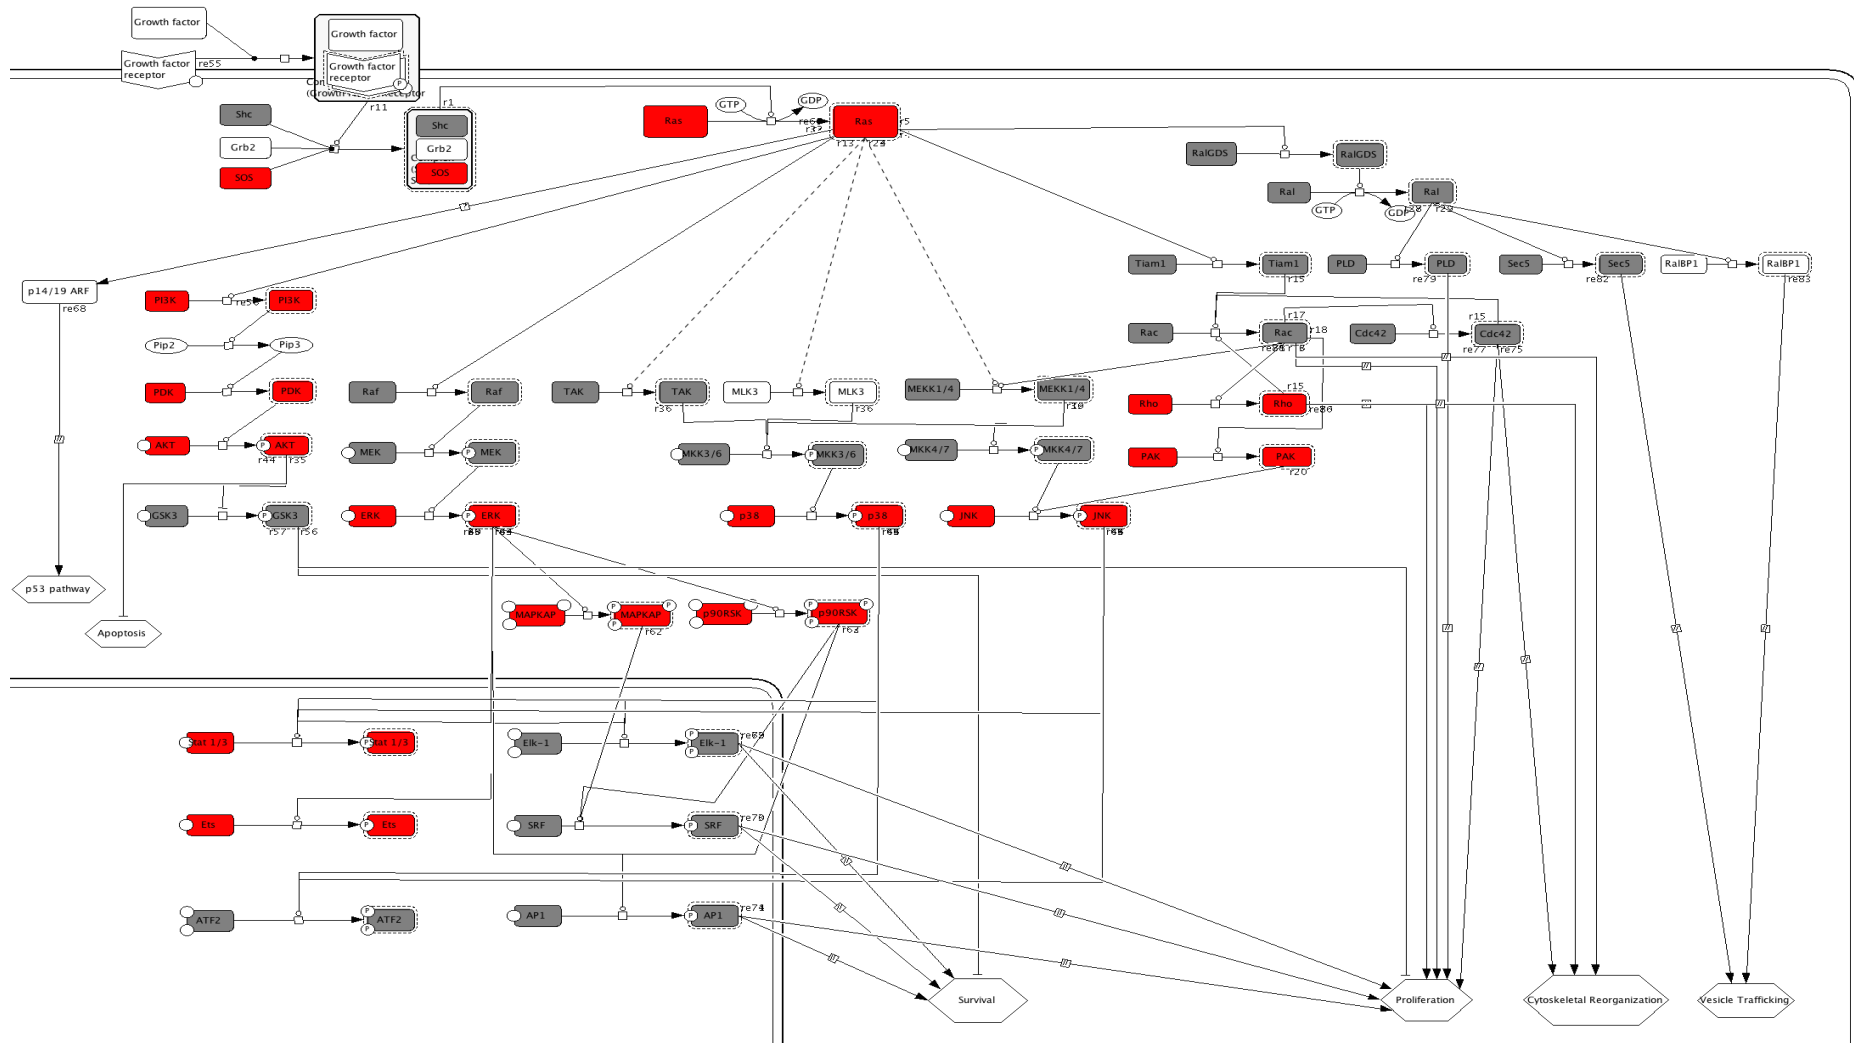 Growth factor
Growth factor
Growth factor
receptor
re55
Growth factor
receptor
P
r11
r1
Shc
Grb2
SOS
Shc
Grb2
SOS
Ras
GTP
GDP
Ras
r5
r13
RalGDS
RalGDS
Ral
Ral
GTP
GDP
Tiam1
Tiam1
r15
PLD
PLD
re79
Sec5
Sec5
re82
RalBP1
RalBP1
re83
p14/19 ARF
re68
PI3K
PI3K
Pip2
Pip3
Rac
r17
Rac
r18
Cdc42
r15
Cdc42
re77
re75
PDK
PDK
Raf
Raf
TAK
TAK
r36
MLK3
MLK3
r36
MEKK1/4
MEKK1/4
Rho
r15
Rho
AKT
P
AKT
r44
r35
MEK
P
MEK
MKK3/6
P
MKK3/6
MKK4/7
P
MKK4/7
PAK
PAK
r20
GSK3
P
GSK3
r57
r56
ERK
P
ERK
p38
P
p38
JNK
P
JNK
p53 pathway
Apoptosis
MAPKAP
P
P
MAPKAP
P
r62
p90RSK
P
P
p90RSK
P
Stat 1/3
P
Stat 1/3
Elk-1
P
Elk-1
P
Ets
P
Ets
SRF
P
SRF
ATF2
P
ATF2
P
AP1
P
AP1
Survival
Proliferation
Cytoskeletal Reorganization
Vesicle Trafficking